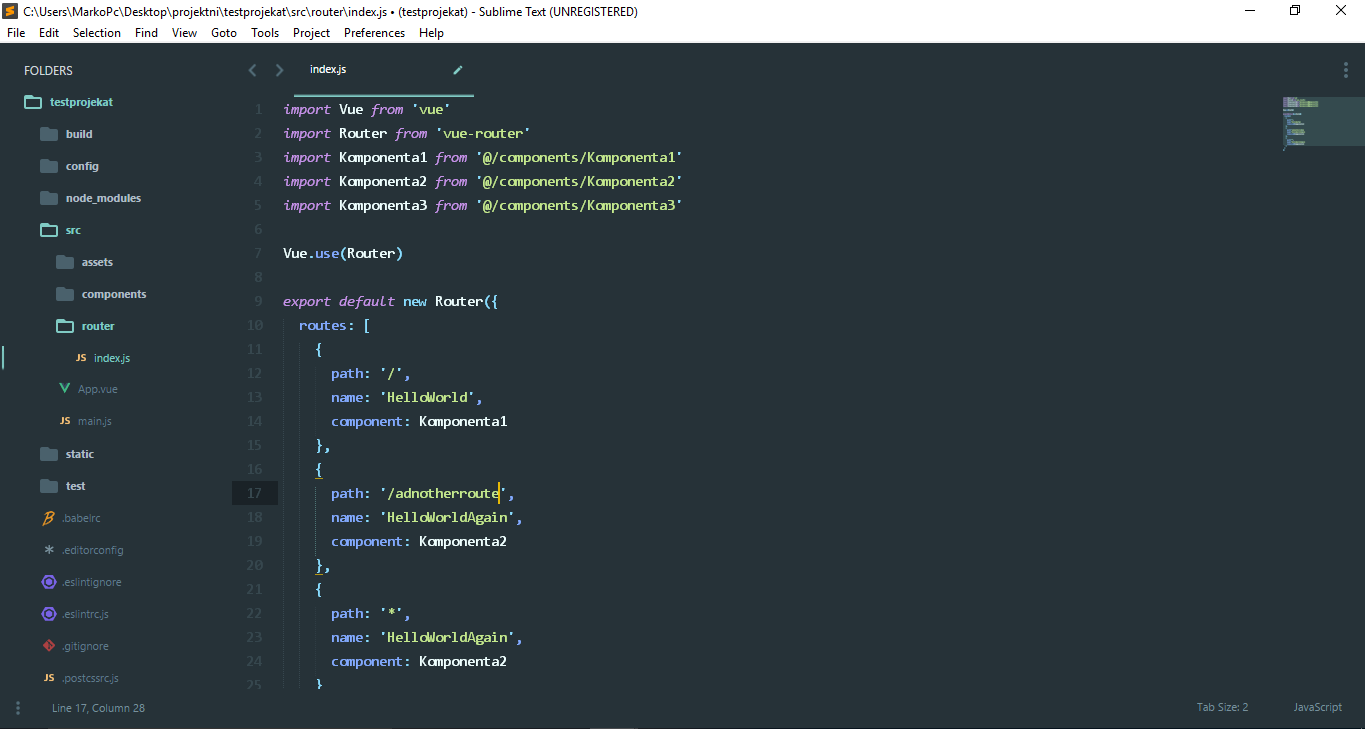 C:\Users\MarkoPc\Desktop\projektni\testprojekat\src\router\index.js • (testprojekat) - Sublime Text (UNREGISTERED)
File Edit Selection Find View Goto Tools Project Preferences Help
FOLDERS
testprojekat
build
config
node_modules
src
assets
components
router
JS index.js
App.vue
JS main.js
static
test
.babelrc
.editorconfig
.eslintignore
.eslintrc.js
.gitignore
JS .postcssrc.js
index.js
1 import Vue from 'vue'
2 import Router from 'vue-router'
3 import Komponenta1 from '@/components/Komponenta1'
4 import Komponenta2 from '@/components/Komponenta2'
5 import Komponenta3 from '@/components/Komponenta3'
6
7 Vue.use(Router)
8
9 export default new Router({
10 routes: [
11 {
12 path: '/',
13 name: 'HelloWorld',
14 component: Komponenta1
15 },
16 {
17 path: '/adnotherroute',
18 name: 'HelloWorldAgain',
19 component: Komponenta2
20 },
21 {
22 path: '*',
23 name: 'HelloWorldAgain',
24 component: Komponenta2
25 }
Line 17, Column 28
Tab Size: 2
JavaScript